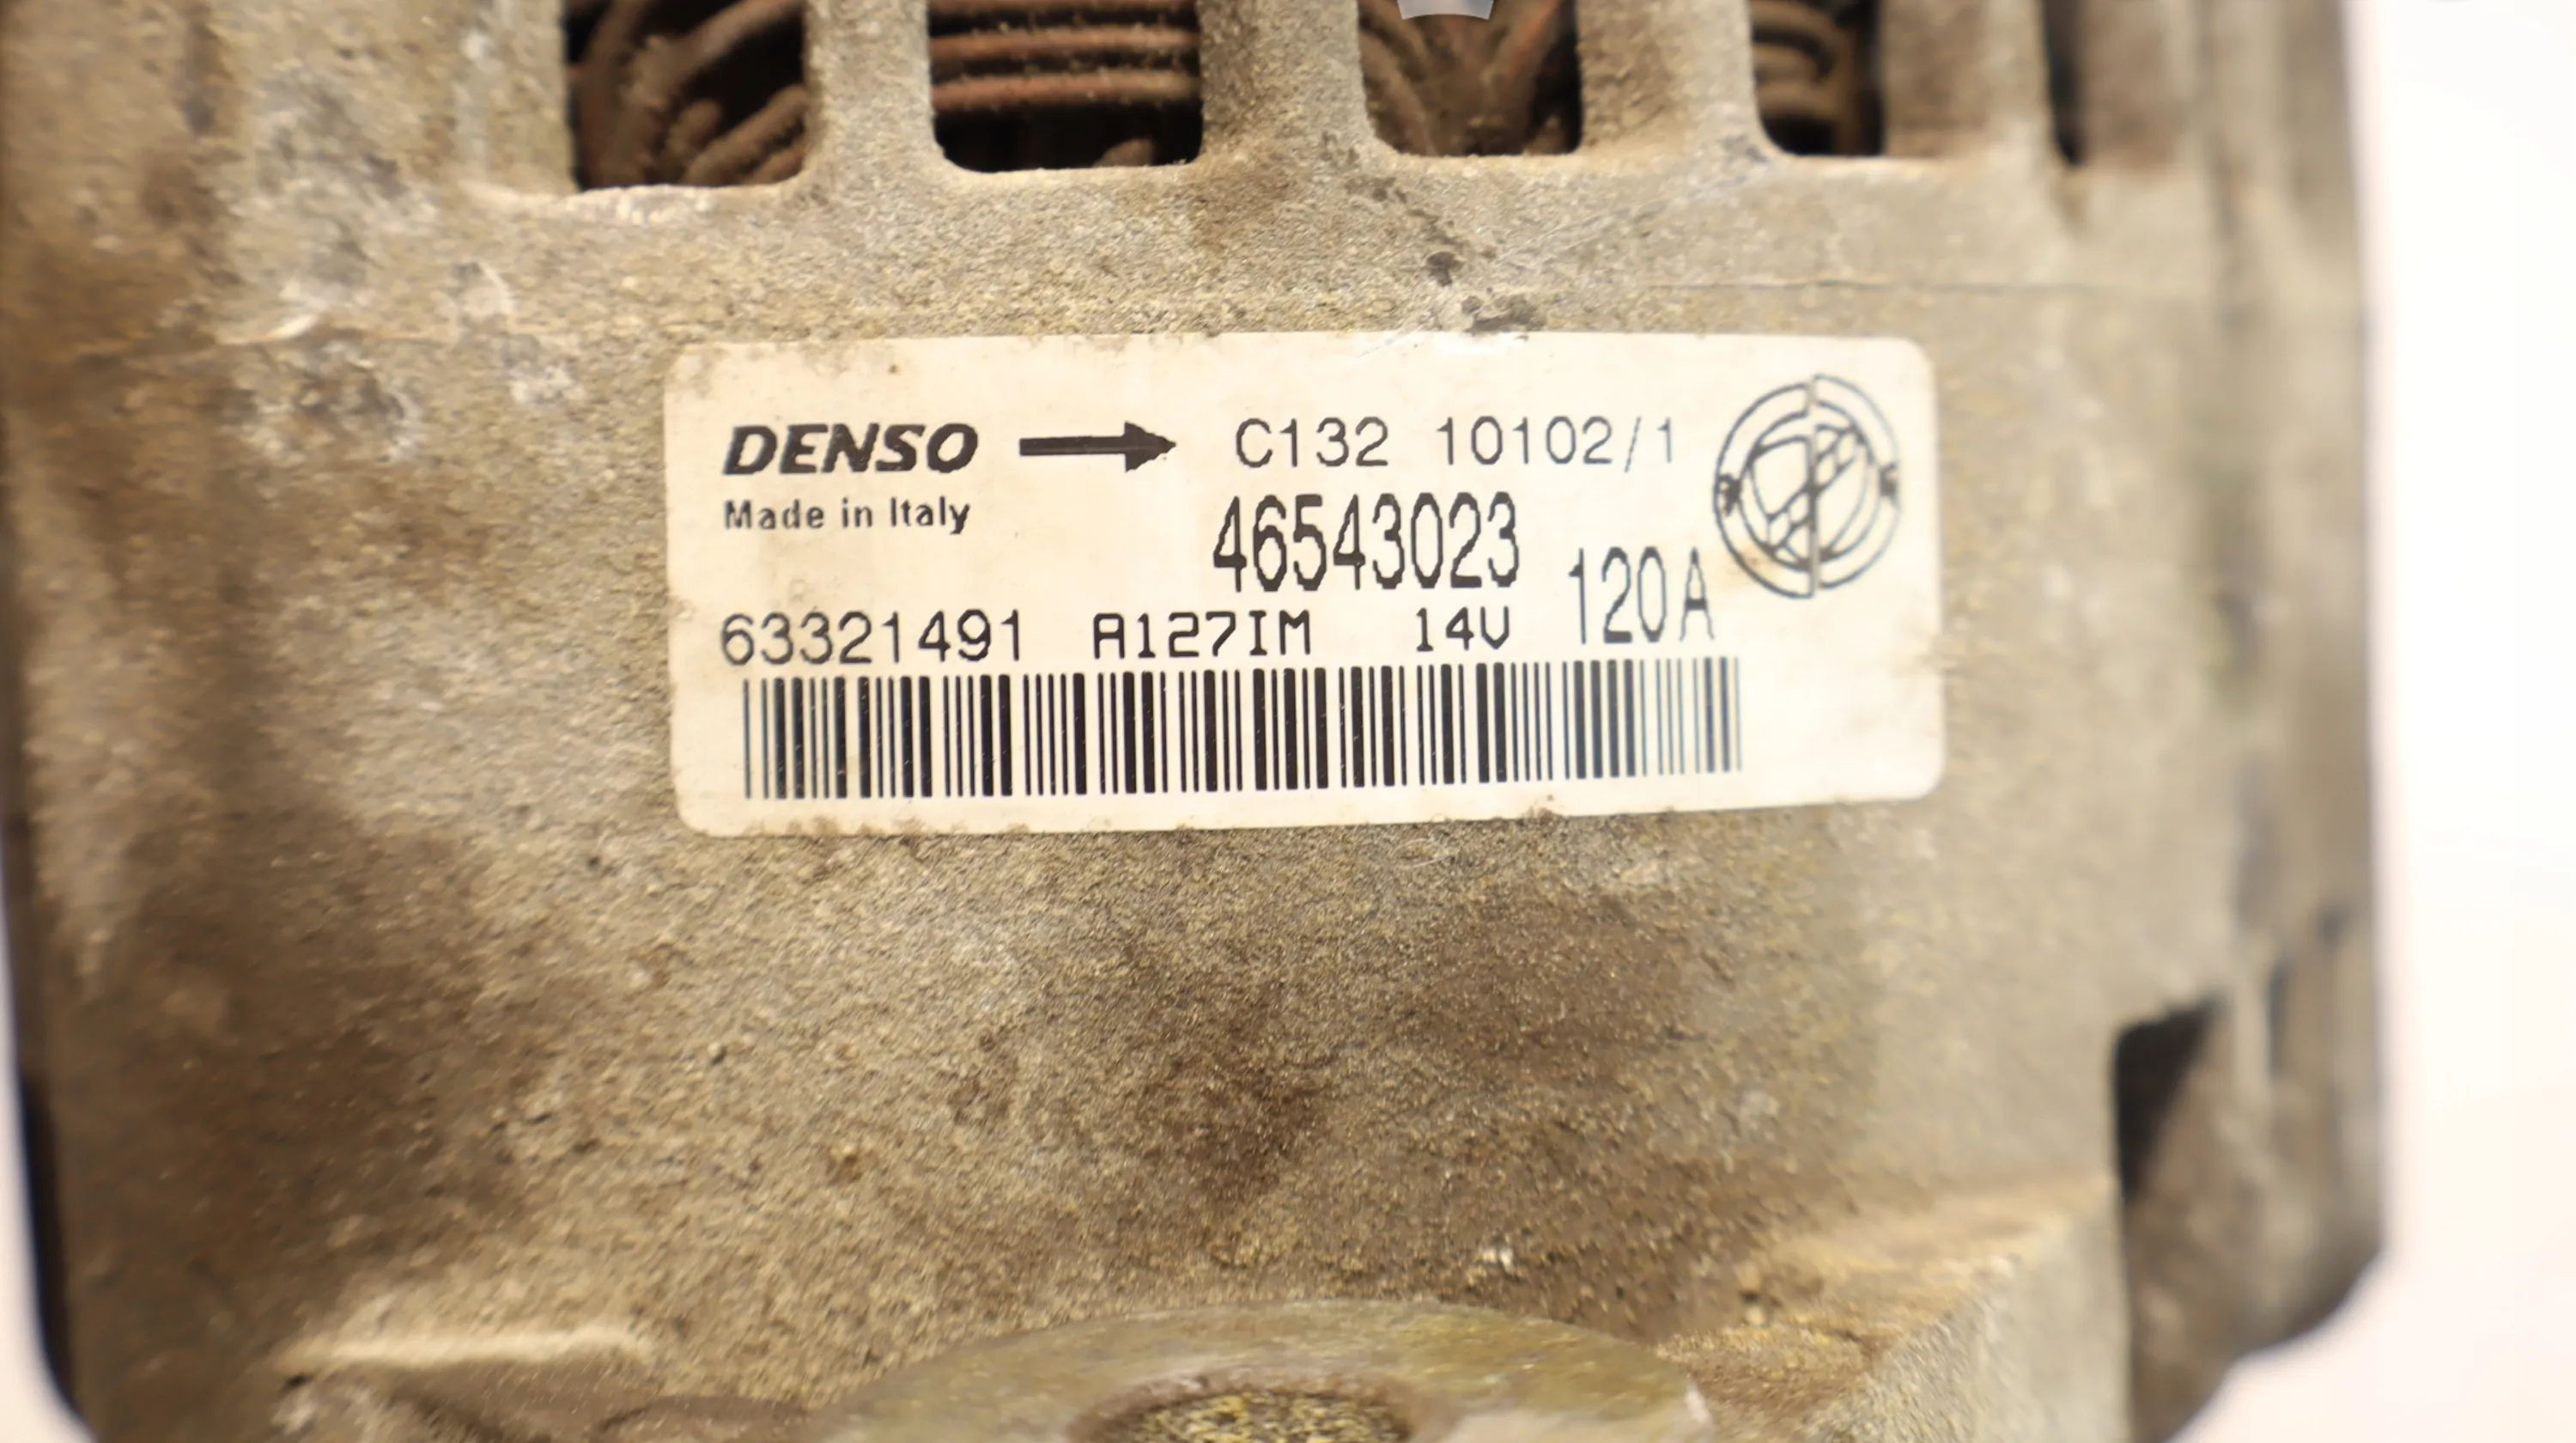 DENSO → C132 10102/1
Made in Italy
46543023
120A
63321491 A127IM 14V